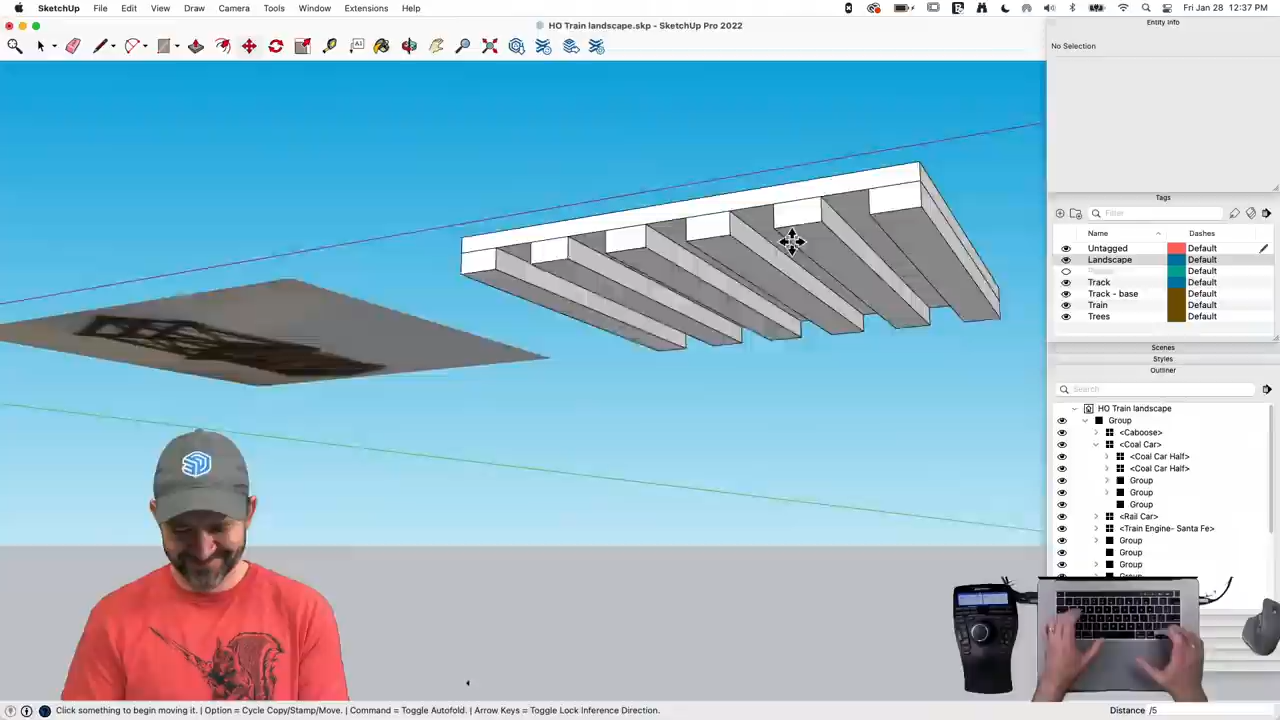 SketchUp File Edit View Draw Camera Tools Window Extensions Help
Fri Jan 28 12:37 PM
HO Train landscape.skp - SketchUp Pro 2022
Entity Info
No Selection
Tags
Filter
Name Dashes
Untagged Default
Landscape Default
Default
Track Default
Track - base Default
Train Default
Trees Default
Scenes
Styles
Outliner
Search
HO Train landscape
Group
<Caboose>
<Coal Car>
<Coal Car Half>
<Coal Car Half>
Group
Group
Group
<Rail Car>
<Train Engine- Santa Fe>
Group
Group
Group
Click something to begin moving it. | Option = Cycle Copy/Stamp/Move. | Command = Toggle Autofold. | Arrow Keys = Toggle Lock Inference Direction.
Distance /5